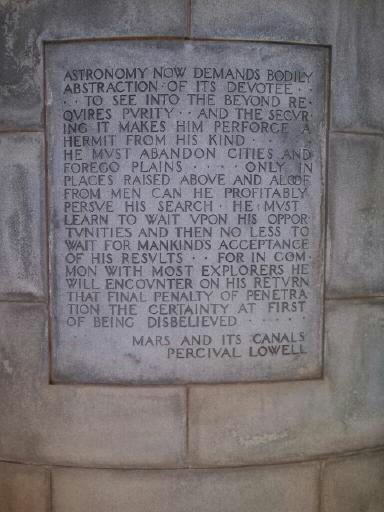 ASTRONOMY NOW DEMANDS BODILY
ABSTRACTION · OF ITS DEVOTEE · ·
· · TO SEE INTO THE BEYOND RE ·
QVIRES PVRITY · · AND THE SECVR ·
ING IT MAKES HIM PERFORCE A
HERMIT FROM HIS KIND · · · ·
HE MVST ABANDON CITIES AND
FOREGO PLAINS · · · · · ONLY IN
PLACES RAISED ABOVE AND ALOOF
FROM MEN CAN HE PROFITABLY
PERSVE HIS SEARCH · HE MVST
LEARN TO WAIT VPON HIS OPPOR ·
TVNITIES AND THEN NO LESS TO
WAIT FOR MANKINDS ACCEPTANCE
OF HIS RESVLTS · · FOR IN COM ·
MON WITH MOST EXPLORERS HE
WILL ENCOVNTER ON HIS RETVRN
THAT FINAL PENALTY OF PENETRA
TION THE CERTAINTY AT FIRST
OF BEING DISBELIEVED · · · · ·
MARS AND ITS CANALS
PERCIVAL LOWELL